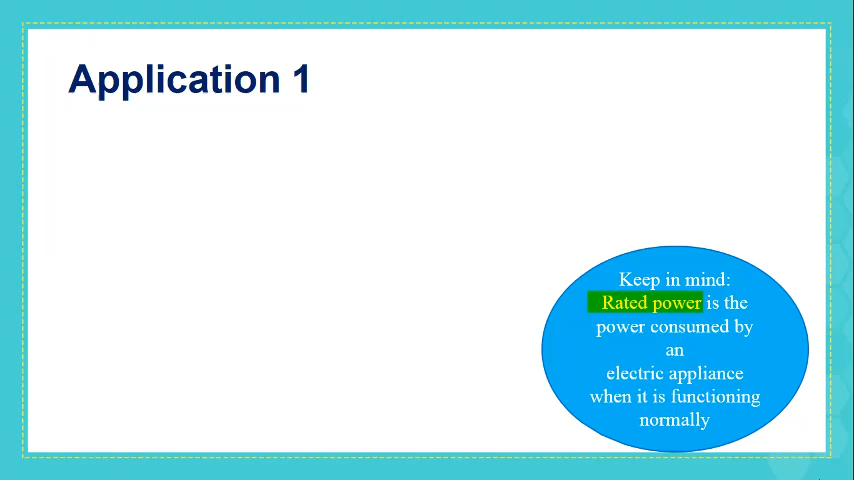 Application 1
Keep in mind:
Rated power is the
power consumed by
an
electric appliance
when it is functioning
normally